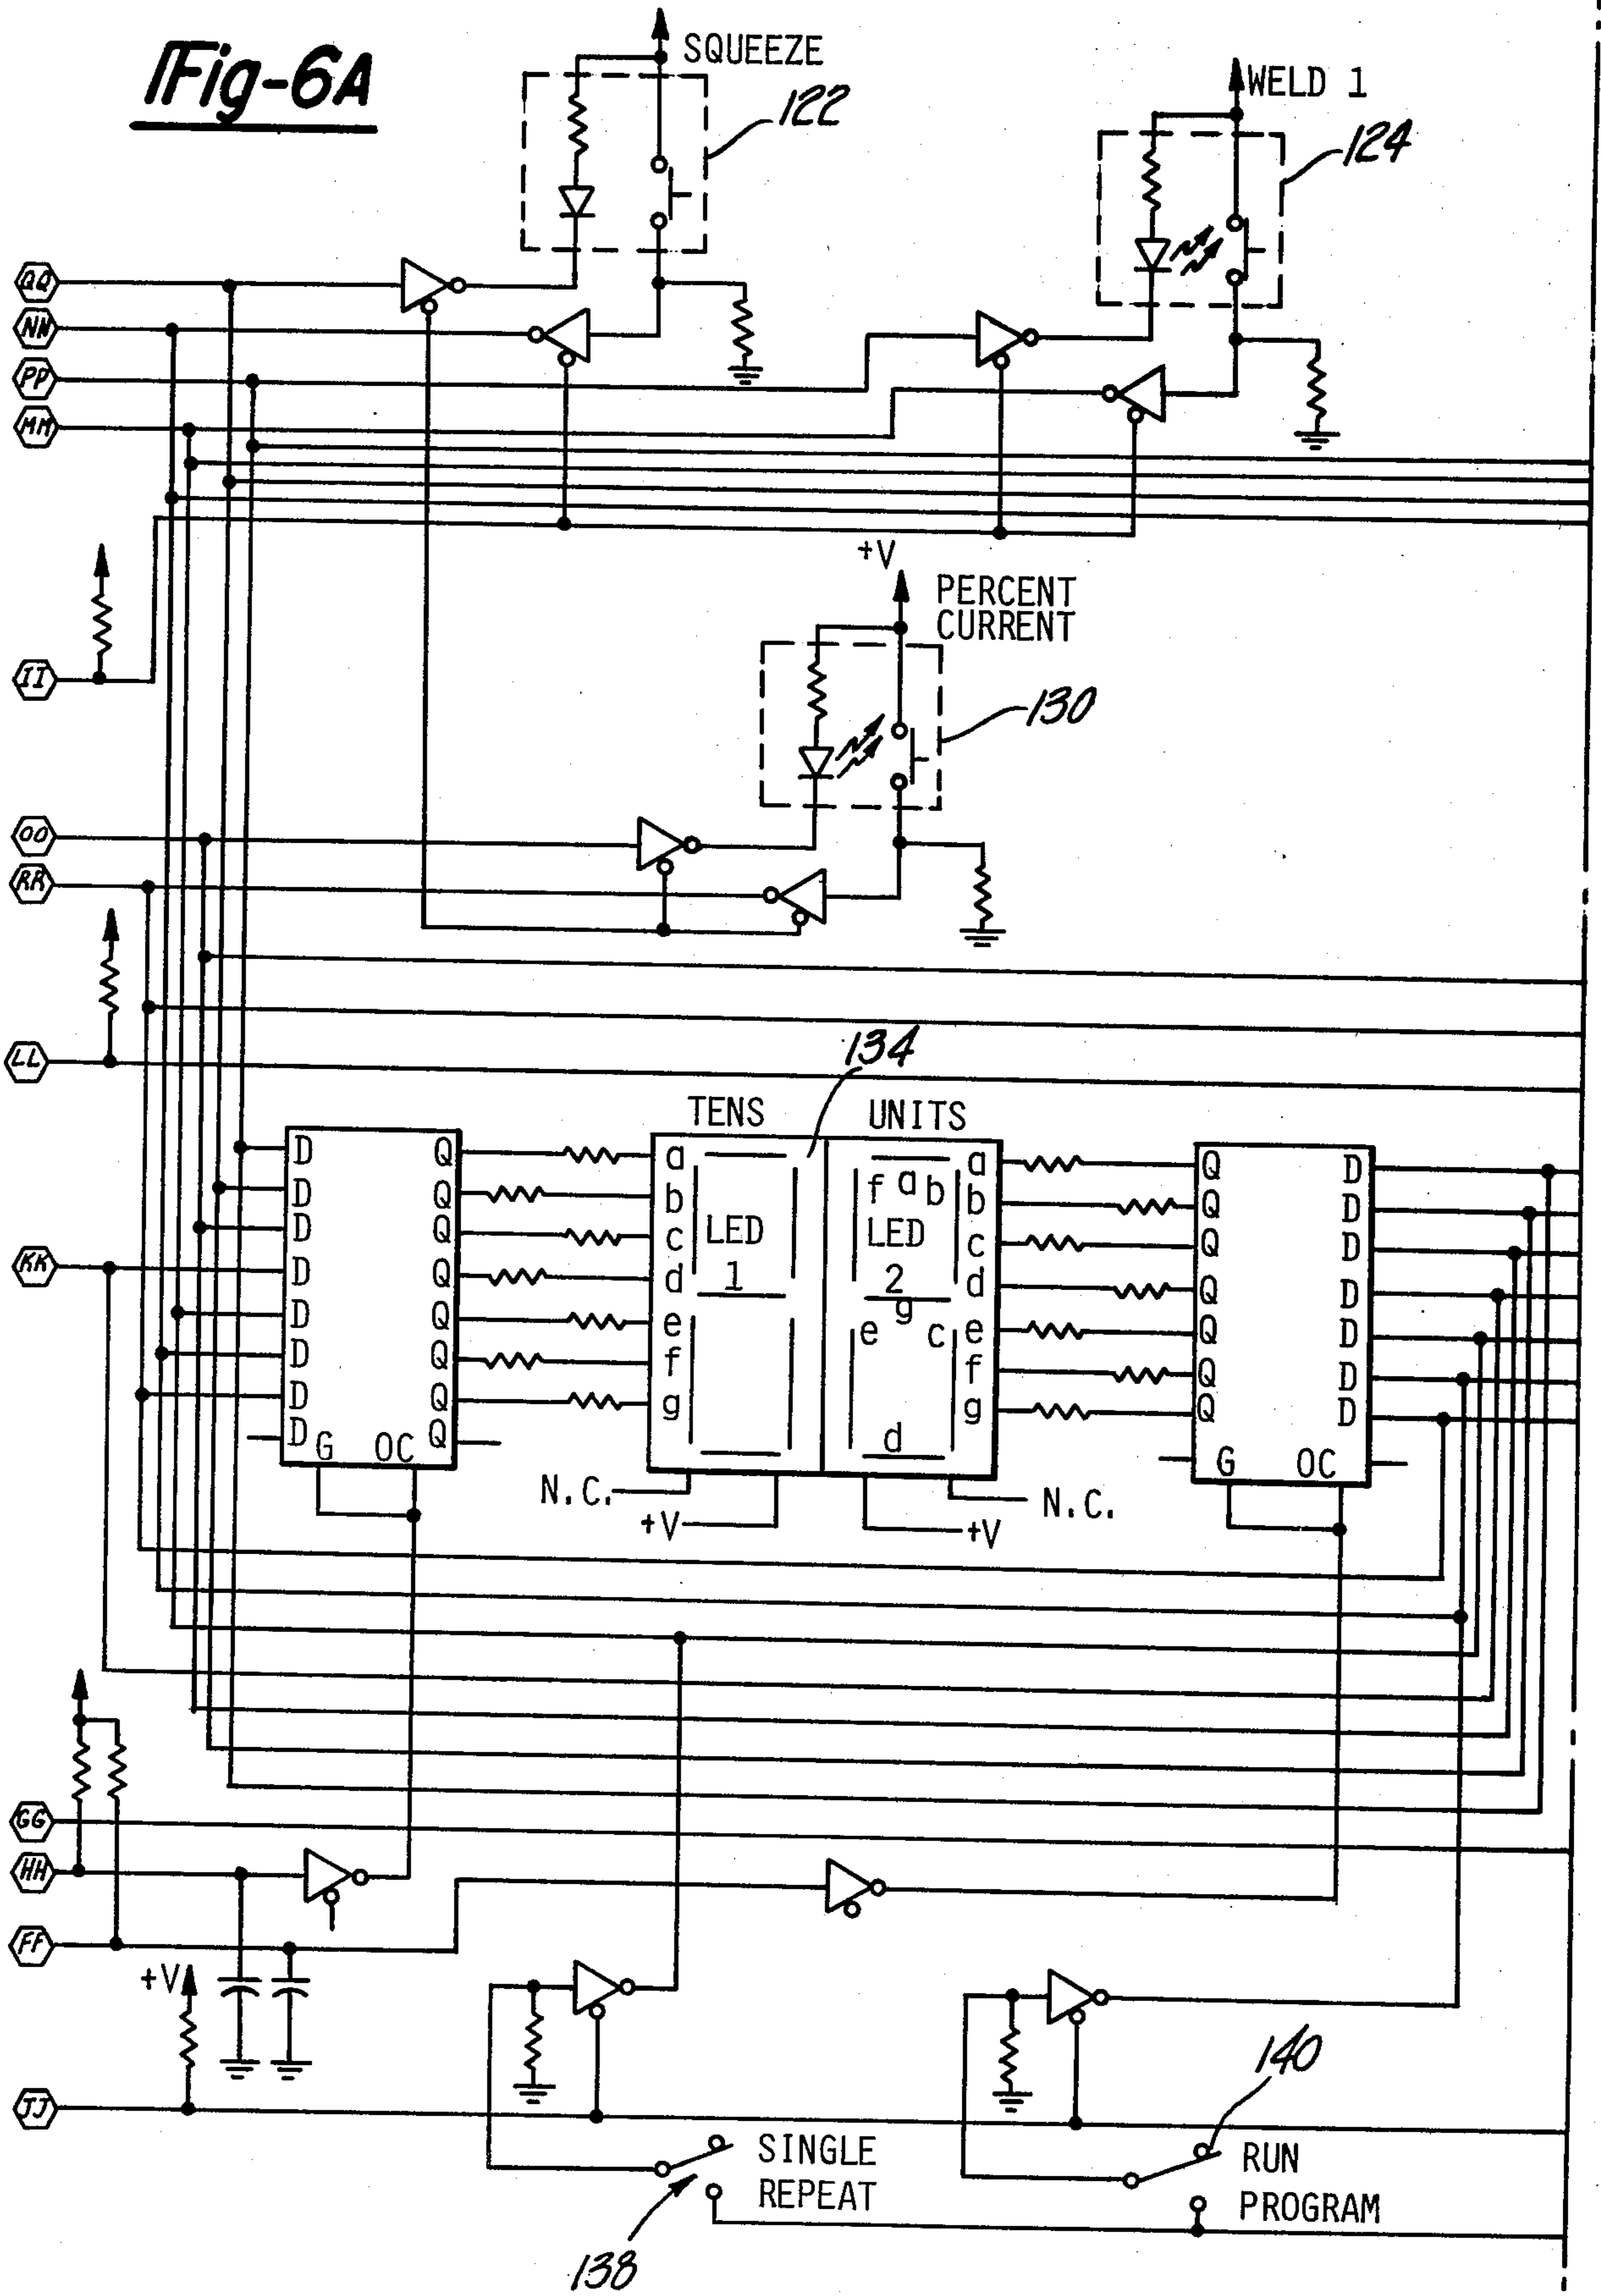 Fig-6A
SQUEEZE
122
WELD 1
124
QQ
NN
PP
MM
+V
PERCENT
CURRENT
II
130
OO
RR
134
LL
TENS UNITS
D Q a a Q D
D Q b f a b b Q D
D Q c LED LED c Q D
KK D Q d 1 2 d Q D
g
D Q e e c e Q D
D Q f f Q D
D Q g g Q D
D G OC Q d G OC
N.C. N.C.
+V +V
GG
HH
FF
+V
140
JJ
SINGLE RUN
REPEAT PROGRAM
138